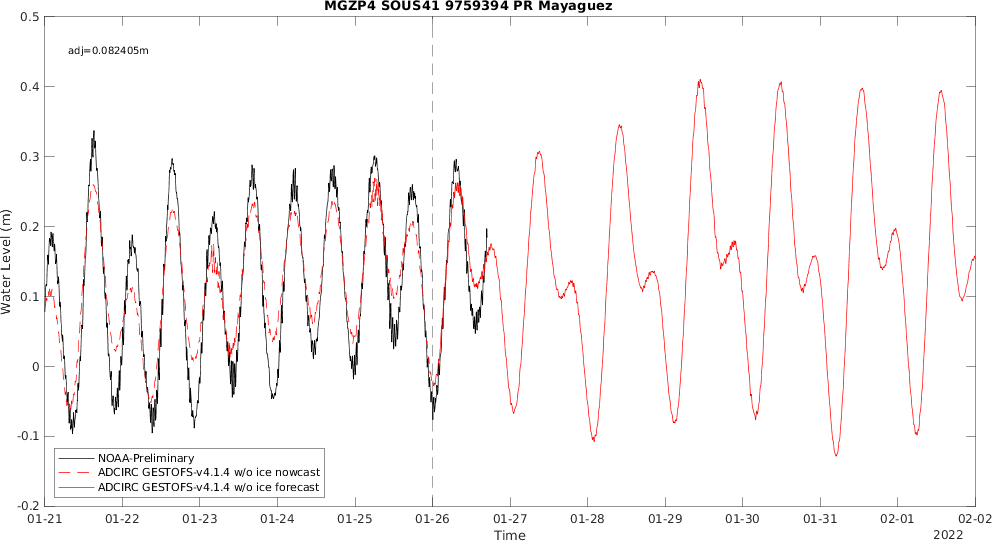 MGZP4 SOUS41 9759394 PR Mayaguez
0.5
adj=0.082405m
0.4
0.3
0.2
0.1
0
-0.1
-0.2
Water Level (m)
NOAA-Preliminary
ADCIRC GESTOFS-v4.1.4 w/o ice nowcast
ADCIRC GESTOFS-v4.1.4 w/o ice forecast
01-21 01-22 01-23 01-24 01-25 01-26 01-27 01-28 01-29 01-30 01-31 02-01 02-02
Time
2022